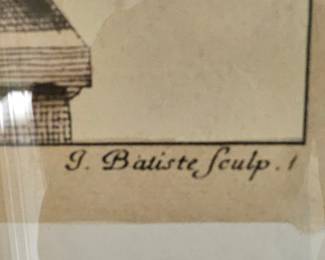 J. Batiste ſculp.